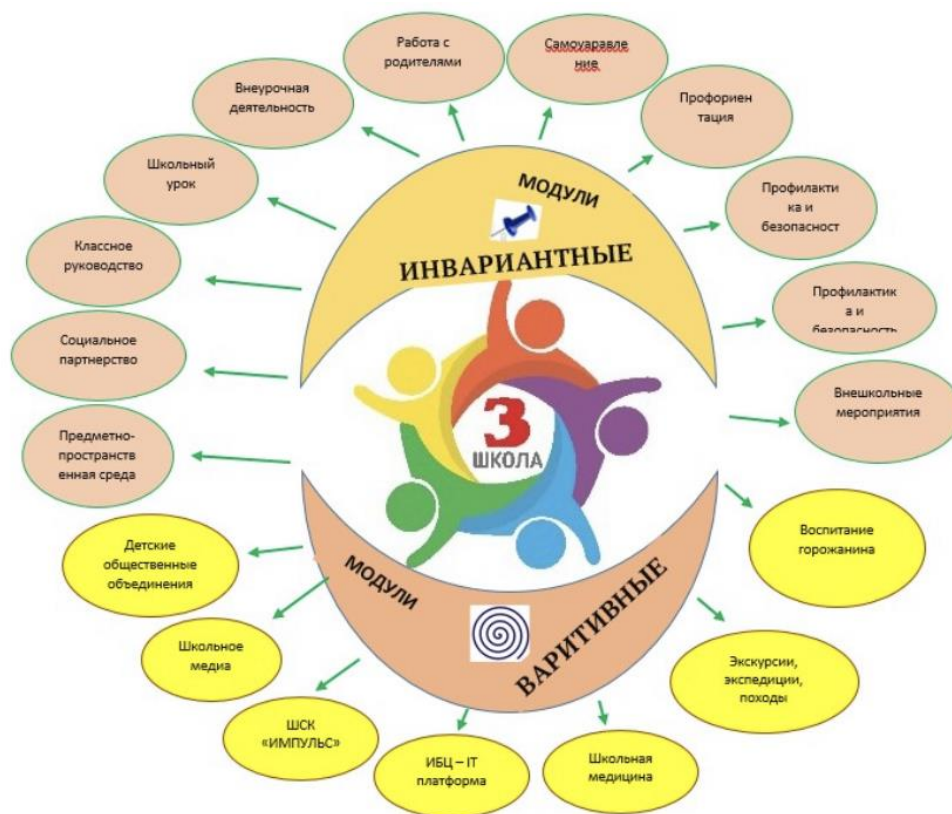 Работа с
родителями
Самоуаравле
ние
Внеурочная
деятельность
Профориен
тация
Школьный
урок
Профилакти
ка и
безопасност
Классное
руководство
Профилактик
а и
безопасность
Социальное
партнерство
Внешкольные
мероприятия
Предметно-
пространств
енная среда
МОДУЛИ
ИНВАРИАНТНЫЕ
3
ШКОЛА
МОДУЛИ
ВАРИТИВНЫЕ
Детские
общественные
объединения
Воспитание
горожанина
Школьное
медиа
Экскурсии,
экспедиции,
походы
ШСК
«ИМПУЛЬС»
ИБЦ – IT
платформа
Школьная
медицина